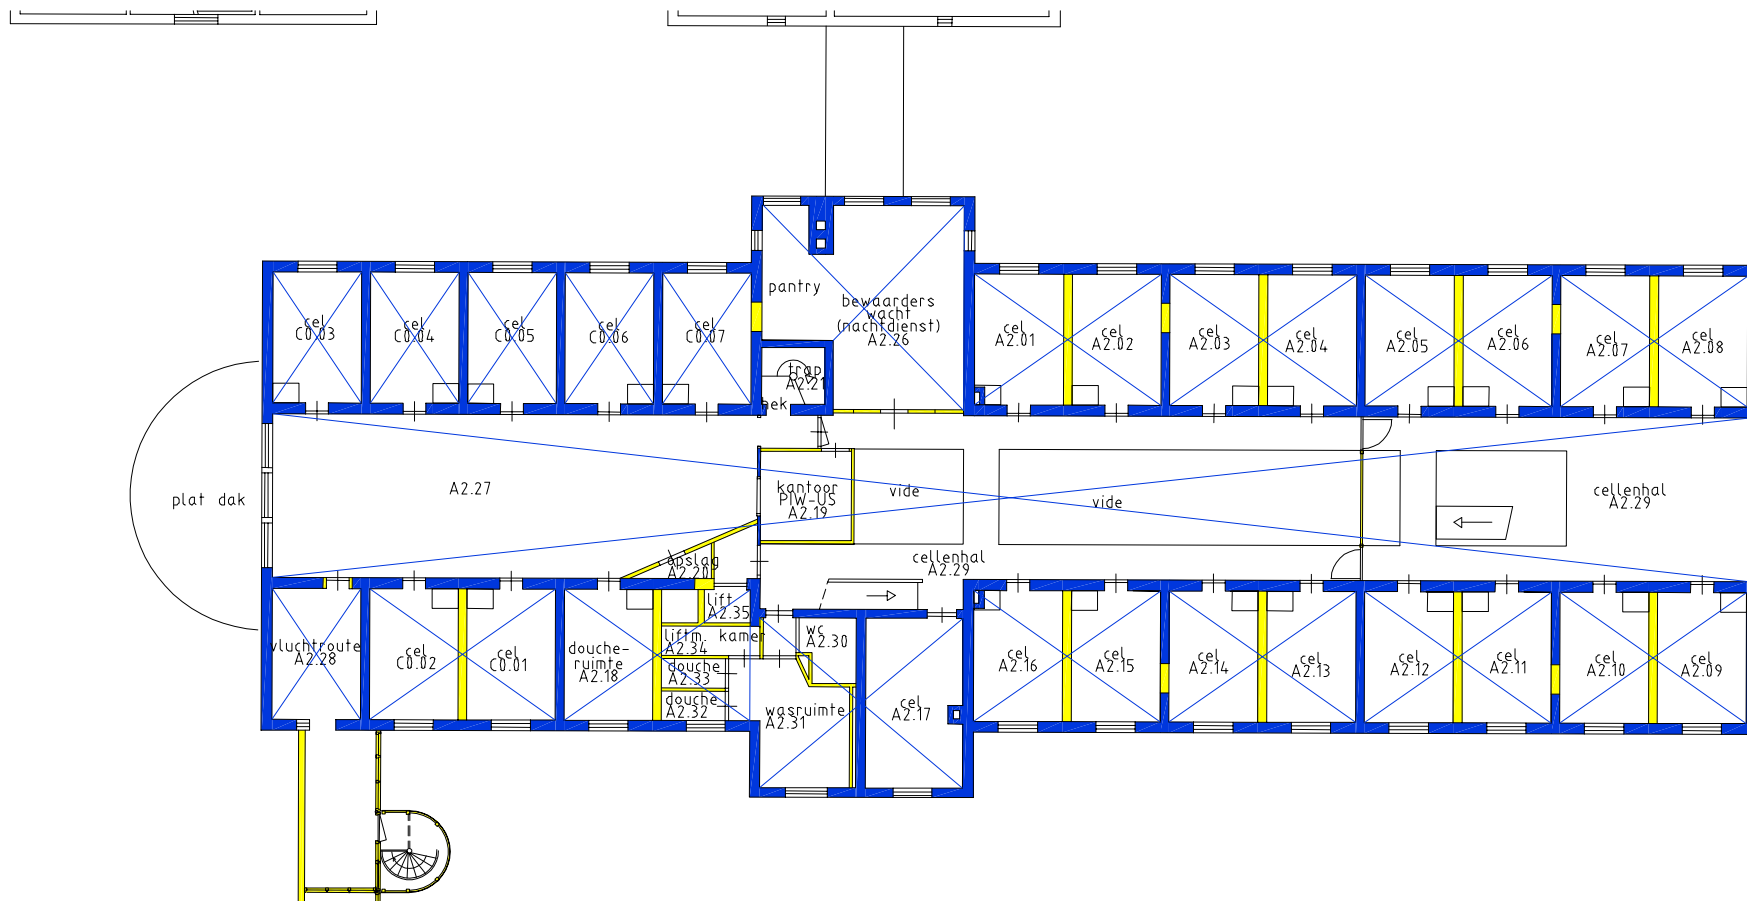 pantry
bewaarders
wacht
(nachtdienst)
A2.26
cel
C0.03
cel
C0.04
cel
C0.05
cel
C0.06
cel
C0.07
cel
A2.01
cel
A2.02
cel
A2.03
cel
A2.04
cel
A2.05
cel
A2.06
cel
A2.07
cel
A2.08
trap
A2.21
hek
plat dak
A2.27
kantoor
PIW-US
A2.19
vide
vide
cellenhal
A2.29
opslag
A2.20
cellenhal
A2.29
lift
A2.35
vluchtroute
A2.28
cel
C0.02
cel
C0.01
douche-
ruimte
A2.18
liftm. kamer
A2.34
douche
A2.33
douche
A2.32
wc
A2.30
wasruimte
A2.31
cel
A2.17
cel
A2.16
cel
A2.15
cel
A2.14
cel
A2.13
cel
A2.12
cel
A2.11
cel
A2.10
cel
A2.09